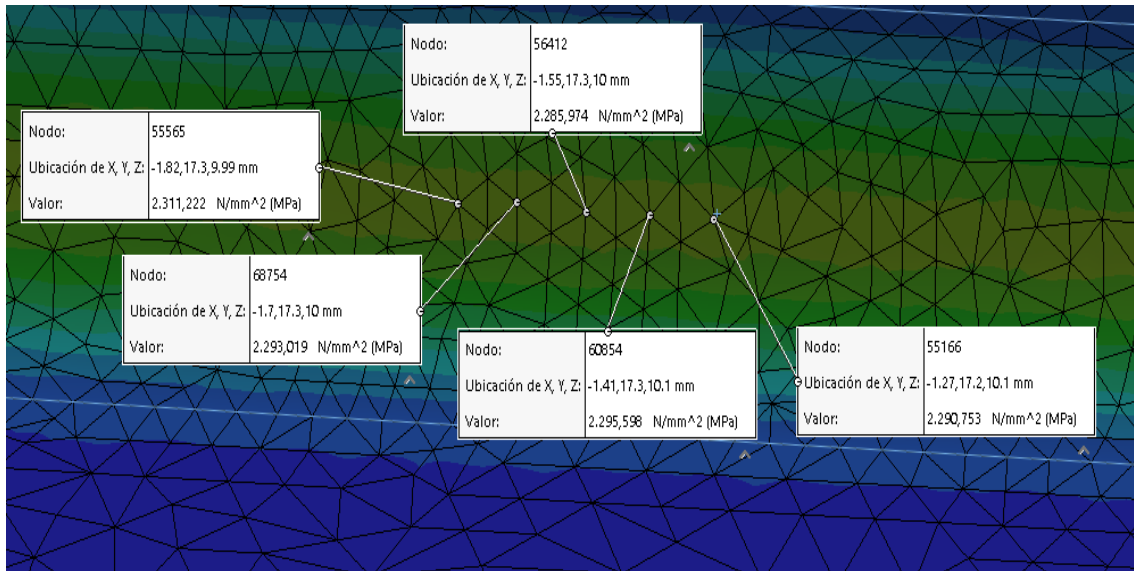 Nodo: 56412
Ubicación de X, Y, Z: -1.55,17.3,10 mm
Valor: 2.285,974 N/mm^2 (MPa)
Nodo: 55565
Ubicación de X, Y, Z: -1.82,17.3,9.99 mm
Valor: 2.311,222 N/mm^2 (MPa)
Nodo: 68754
Ubicación de X, Y, Z: -1.7,17.3,10 mm
Valor: 2.293,019 N/mm^2 (MPa)
Nodo: 60854
Ubicación de X, Y, Z: -1.41,17.3,10.1 mm
Valor: 2.295,598 N/mm^2 (MPa)
Nodo: 55166
Ubicación de X, Y, Z: -1.27,17.2,10.1 mm
Valor: 2.290,753 N/mm^2 (MPa)